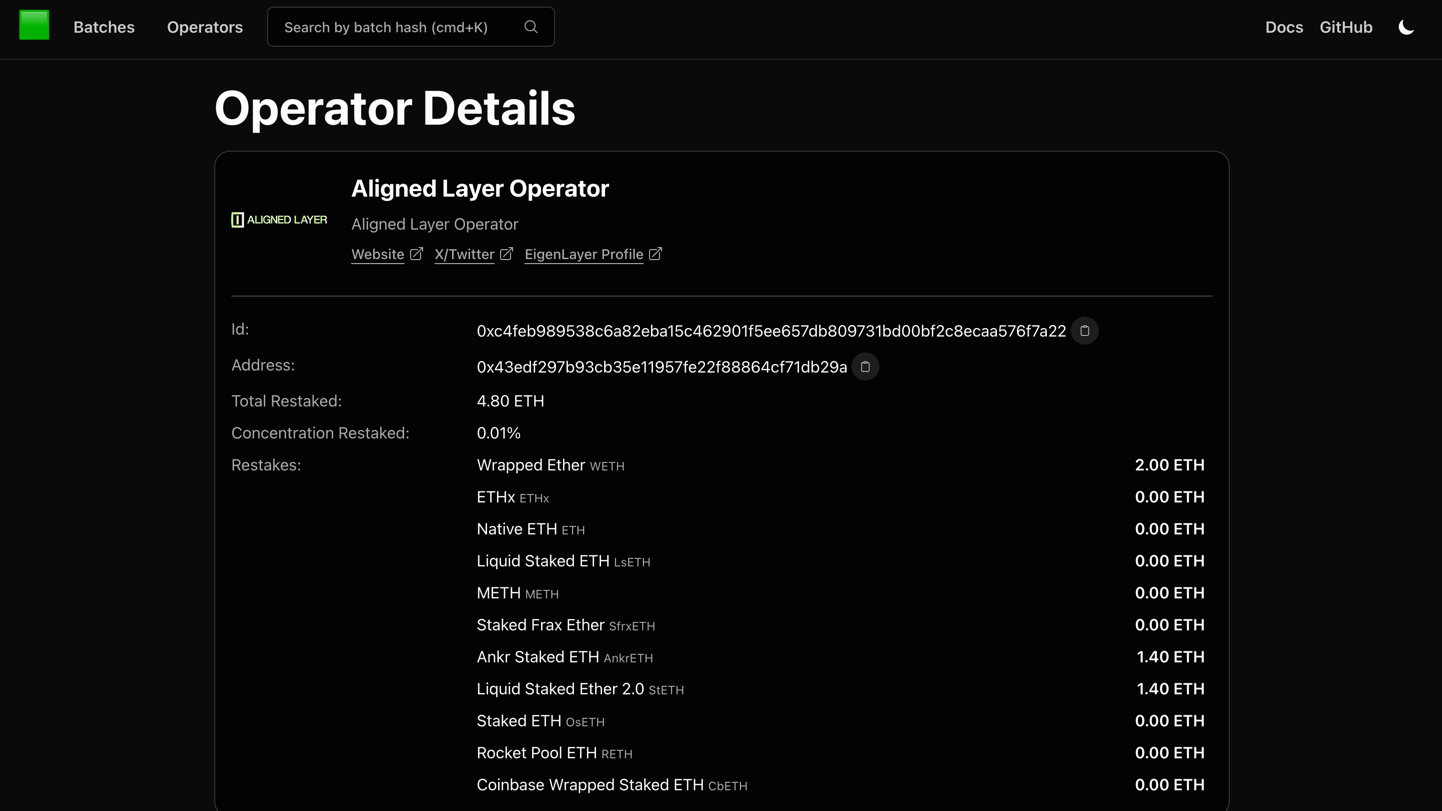 Batches Operators Search by batch hash (cmd+K) Docs GitHub
Operator Details
ALIGNED LAYER
Aligned Layer Operator
Aligned Layer Operator
Website X/Twitter EigenLayer Profile
Id: 0xc4feb989538c6a82eba15c462901f5ee657db809731bd00bf2c8ecaa576f7a22
Address: 0x43edf297b93cb35e11957fe22f88864cf71db29a
Total Restaked: 4.80 ETH
Concentration Restaked: 0.01%
Restakes: Wrapped Ether WETH 2.00 ETH
ETHx ETHx 0.00 ETH
Native ETH ETH 0.00 ETH
Liquid Staked ETH LsETH 0.00 ETH
METH METH 0.00 ETH
Staked Frax Ether SfrxETH 0.00 ETH
Ankr Staked ETH AnkrETH 1.40 ETH
Liquid Staked Ether 2.0 StETH 1.40 ETH
Staked ETH OsETH 0.00 ETH
Rocket Pool ETH RETH 0.00 ETH
Coinbase Wrapped Staked ETH CbETH 0.00 ETH